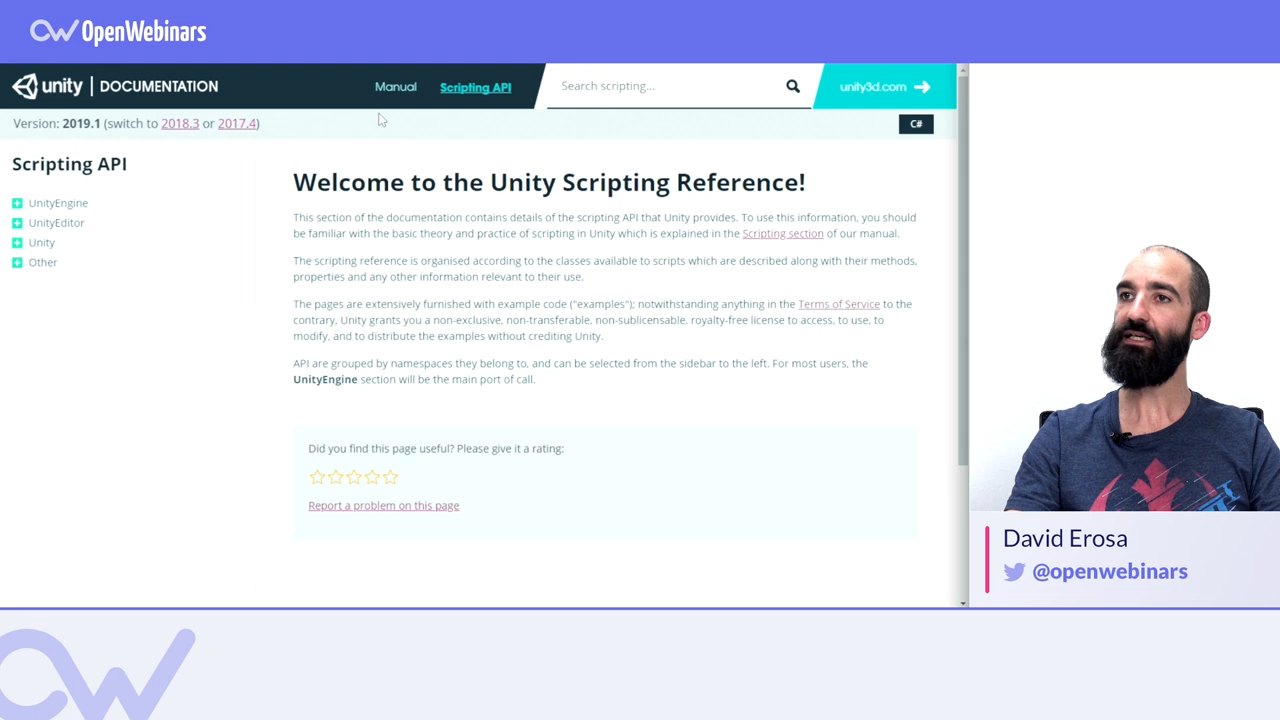 OpenWebinars
unity | DOCUMENTATION
Manual
Scripting API
Search scripting...
unity3d.com
Version: 2019.1 (switch to 2018.3 or 2017.4)
C#
Scripting API
UnityEngine
UnityEditor
Unity
Other
Welcome to the Unity Scripting Reference!
This section of the documentation contains details of the scripting API that Unity provides. To use this information, you should
be familiar with the basic theory and practice of scripting in Unity which is explained in the Scripting section of our manual.
The scripting reference is organised according to the classes available to scripts which are described along with their methods,
properties and any other information relevant to their use.
The pages are extensively furnished with example code ("examples"); notwithstanding anything in the Terms of Service to the
contrary, Unity grants you a non-exclusive, non-transferable, non-sublicensable, royalty-free license to access, to use, to
modify, and to distribute the examples without crediting Unity.
API are grouped by namespaces they belong to, and can be selected from the sidebar to the left. For most users, the
UnityEngine section will be the main port of call.
Did you find this page useful? Please give it a rating:
Report a problem on this page
David Erosa
@openwebinars